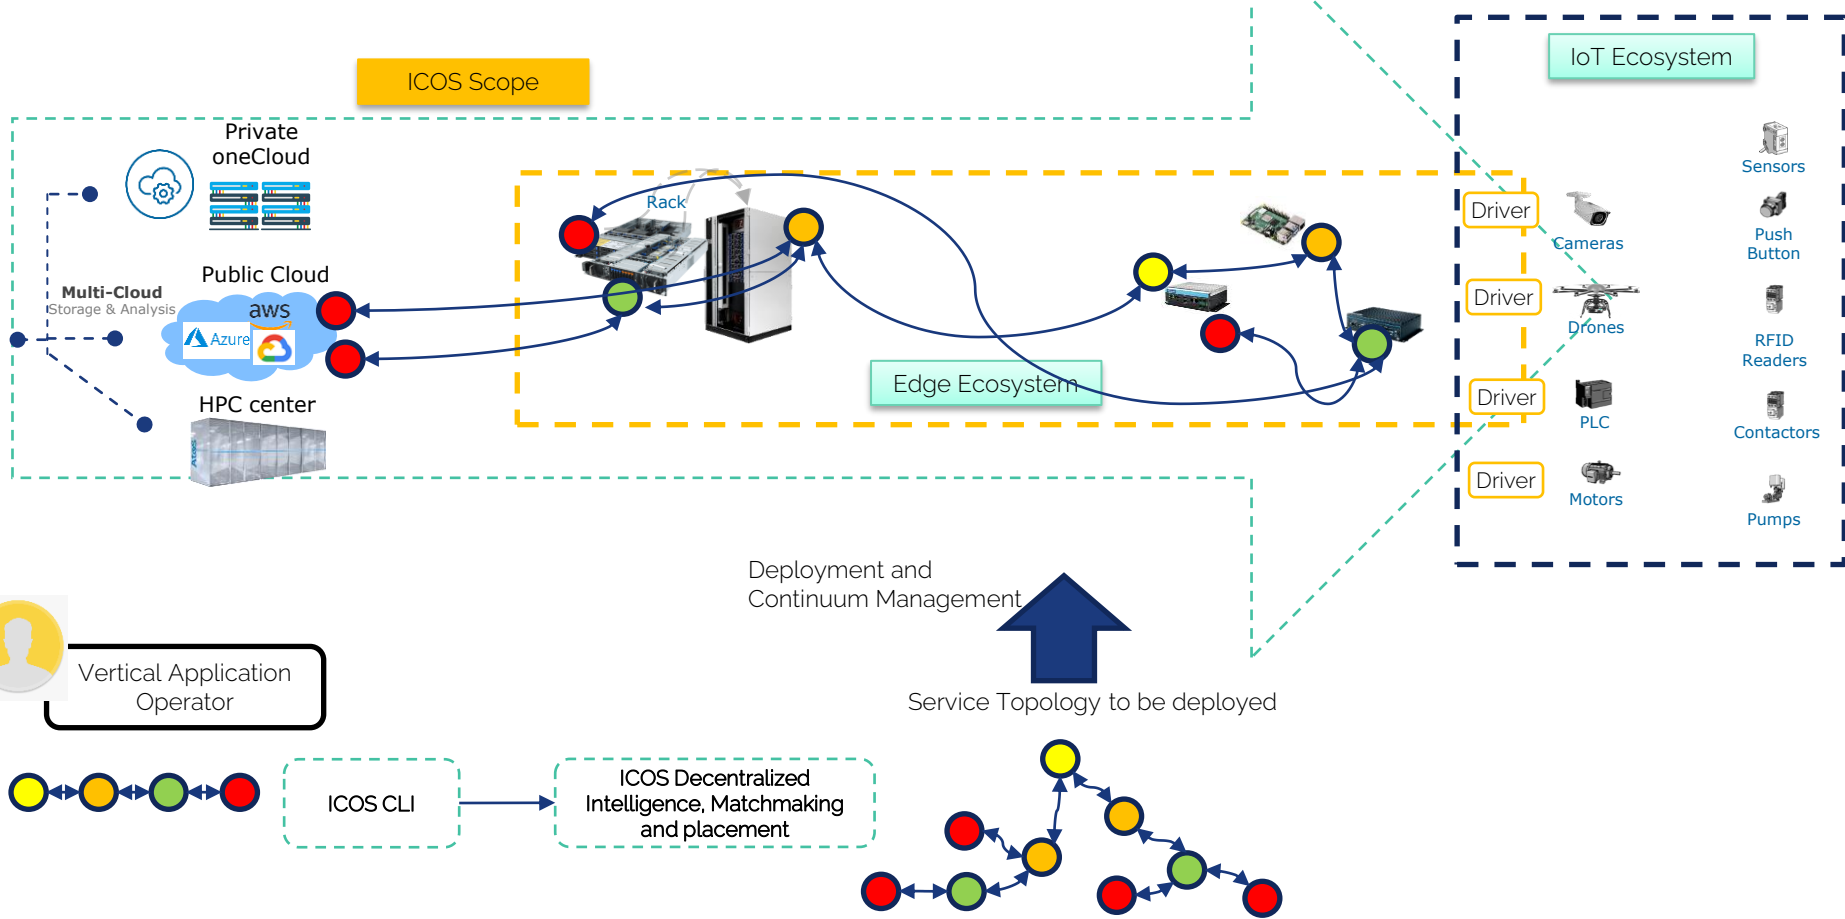 ICOS Scope
IoT Ecosystem
Private
oneCloud
Sensors
Rack
Driver
Cameras
Push
Button
Public Cloud
Multi-Cloud
Storage & Analysis
aws
Azure
Driver
Drones
RFID
Readers
Edge Ecosystem
HPC center
Atos
Driver
PLC
Contactors
Driver
Motors
Pumps
Deployment and
Continuum Management
Vertical Application
Operator
Service Topology to be deployed
ICOS CLI
ICOS Decentralized
Intelligence, Matchmaking
and placement